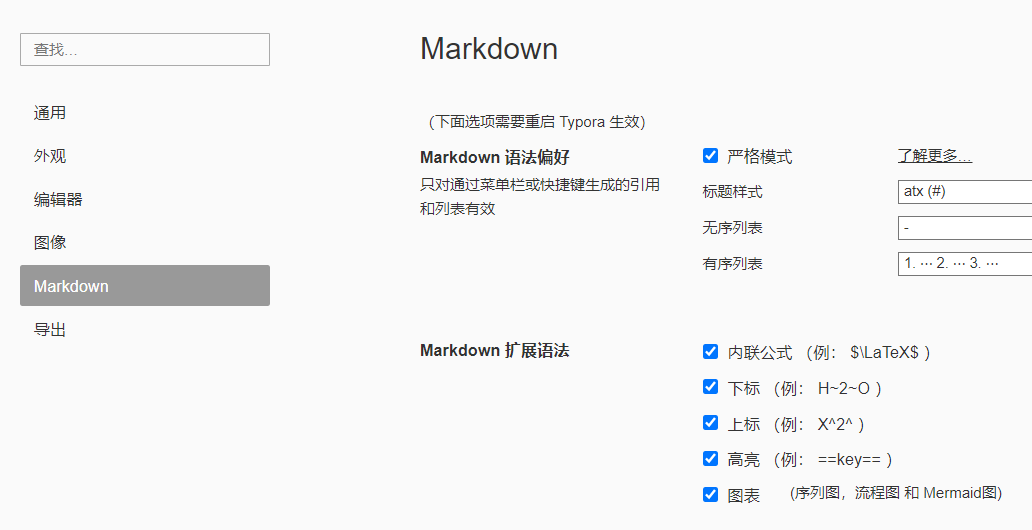 查找…
通用
外观
编辑器
图像
Markdown
导出
Markdown
（下面选项需要重启 Typora 生效）
Markdown 语法偏好
只对通过菜单栏或快捷键生成的引用
和列表有效
严格模式 了解更多…
标题样式 atx (#)
无序列表 -
有序列表 1. ··· 2. ··· 3. ···
Markdown 扩展语法
内联公式 （例： $\LaTeX$ ）
下标 （例： H~2~O ）
上标 （例： X^2^ ）
高亮 （例： ==key== ）
图表 (序列图，流程图 和 Mermaid图)